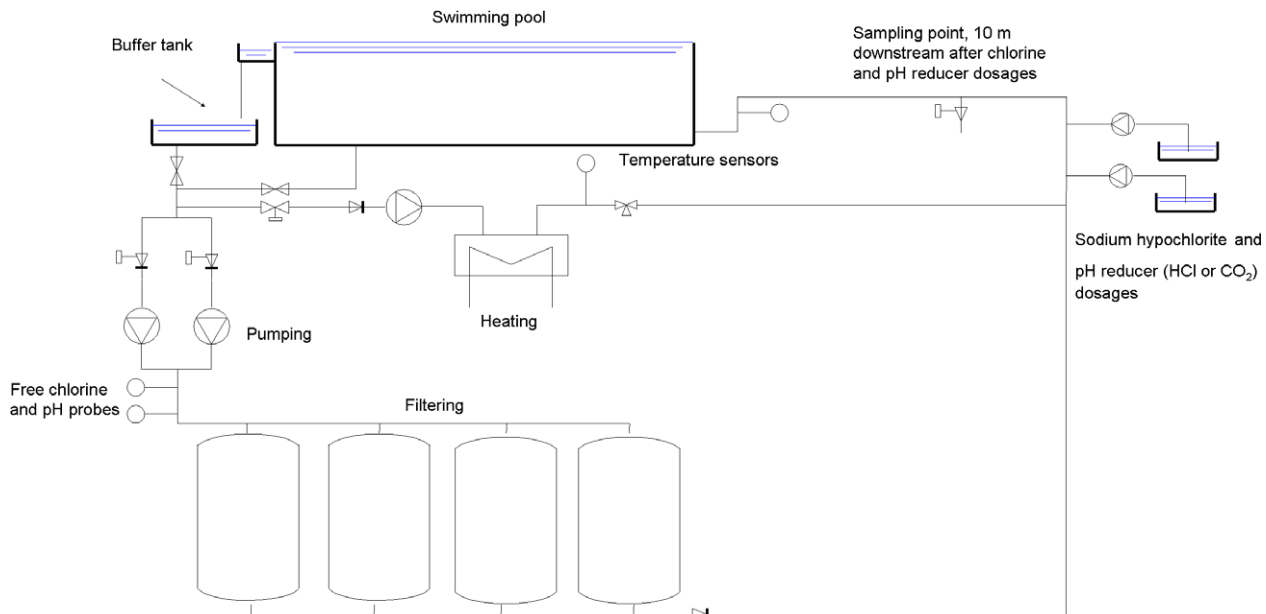 Swimming pool
Buffer tank
Sampling point, 10 m
downstream after chlorine
and pH reducer dosages
Temperature sensors
Sodium hypochlorite and
pH reducer (HCl or CO₂)
dosages
Heating
Pumping
Free chlorine
and pH probes
Filtering